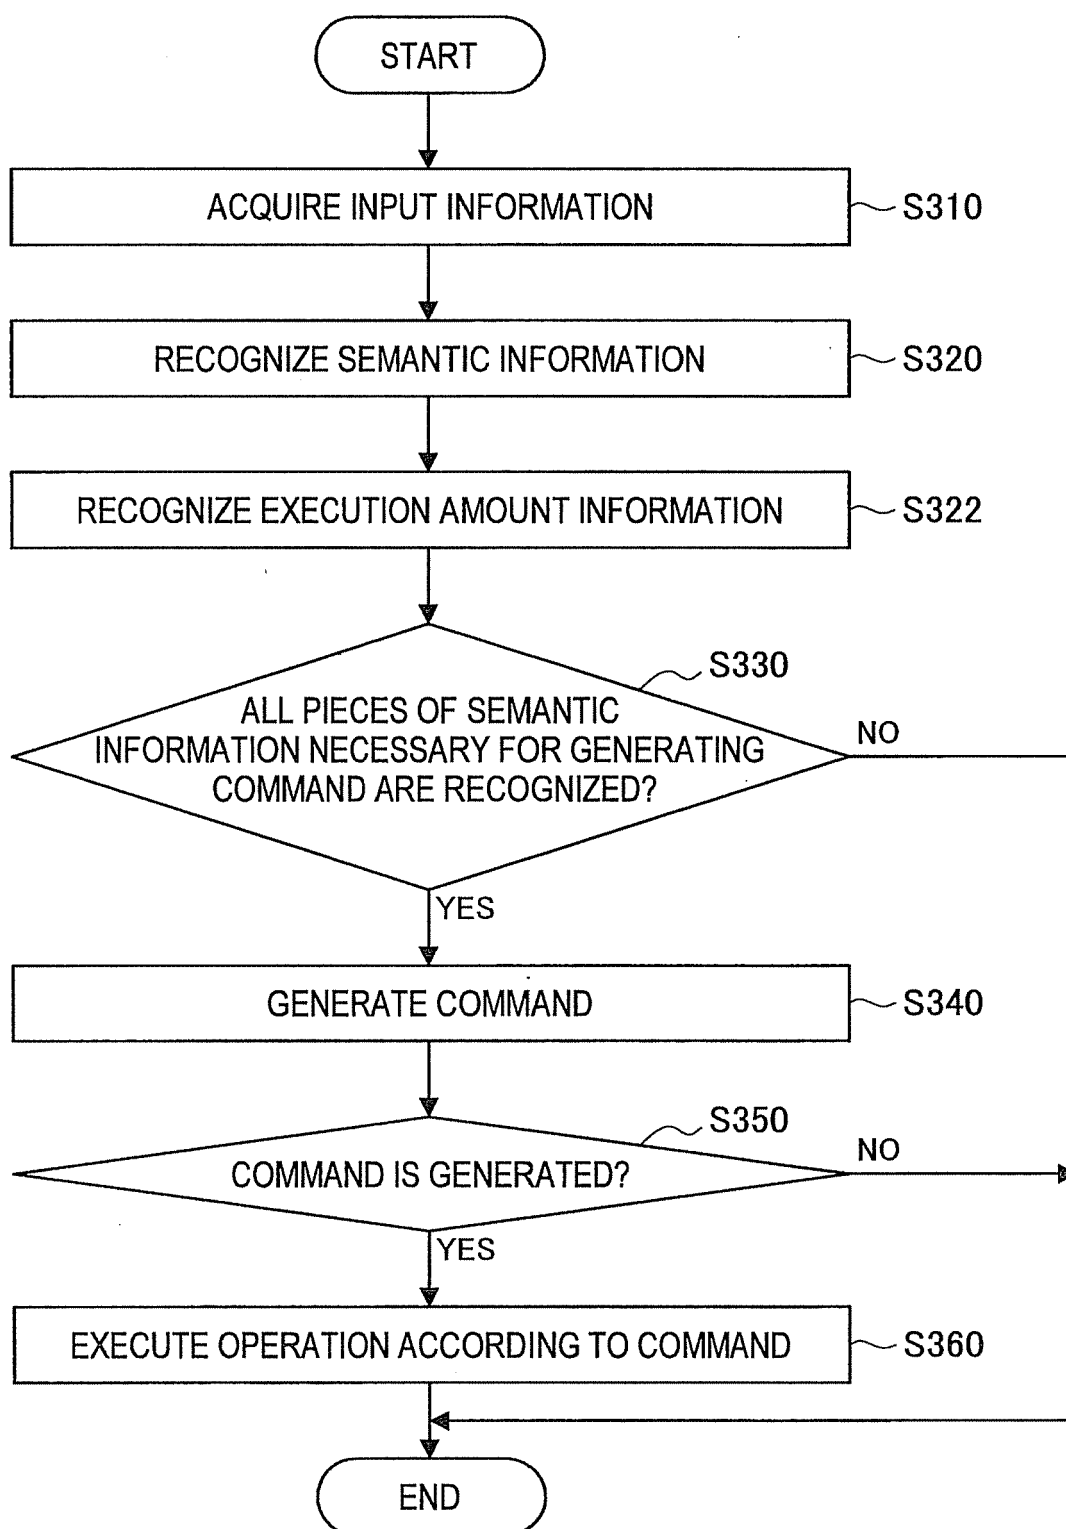 START
ACQUIRE INPUT INFORMATION
S310
RECOGNIZE SEMANTIC INFORMATION
S320
RECOGNIZE EXECUTION AMOUNT INFORMATION
S322
S330
ALL PIECES OF SEMANTIC
INFORMATION NECESSARY FOR GENERATING
COMMAND ARE RECOGNIZED?
NO
YES
GENERATE COMMAND
S340
S350
COMMAND IS GENERATED?
NO
YES
EXECUTE OPERATION ACCORDING TO COMMAND
S360
END